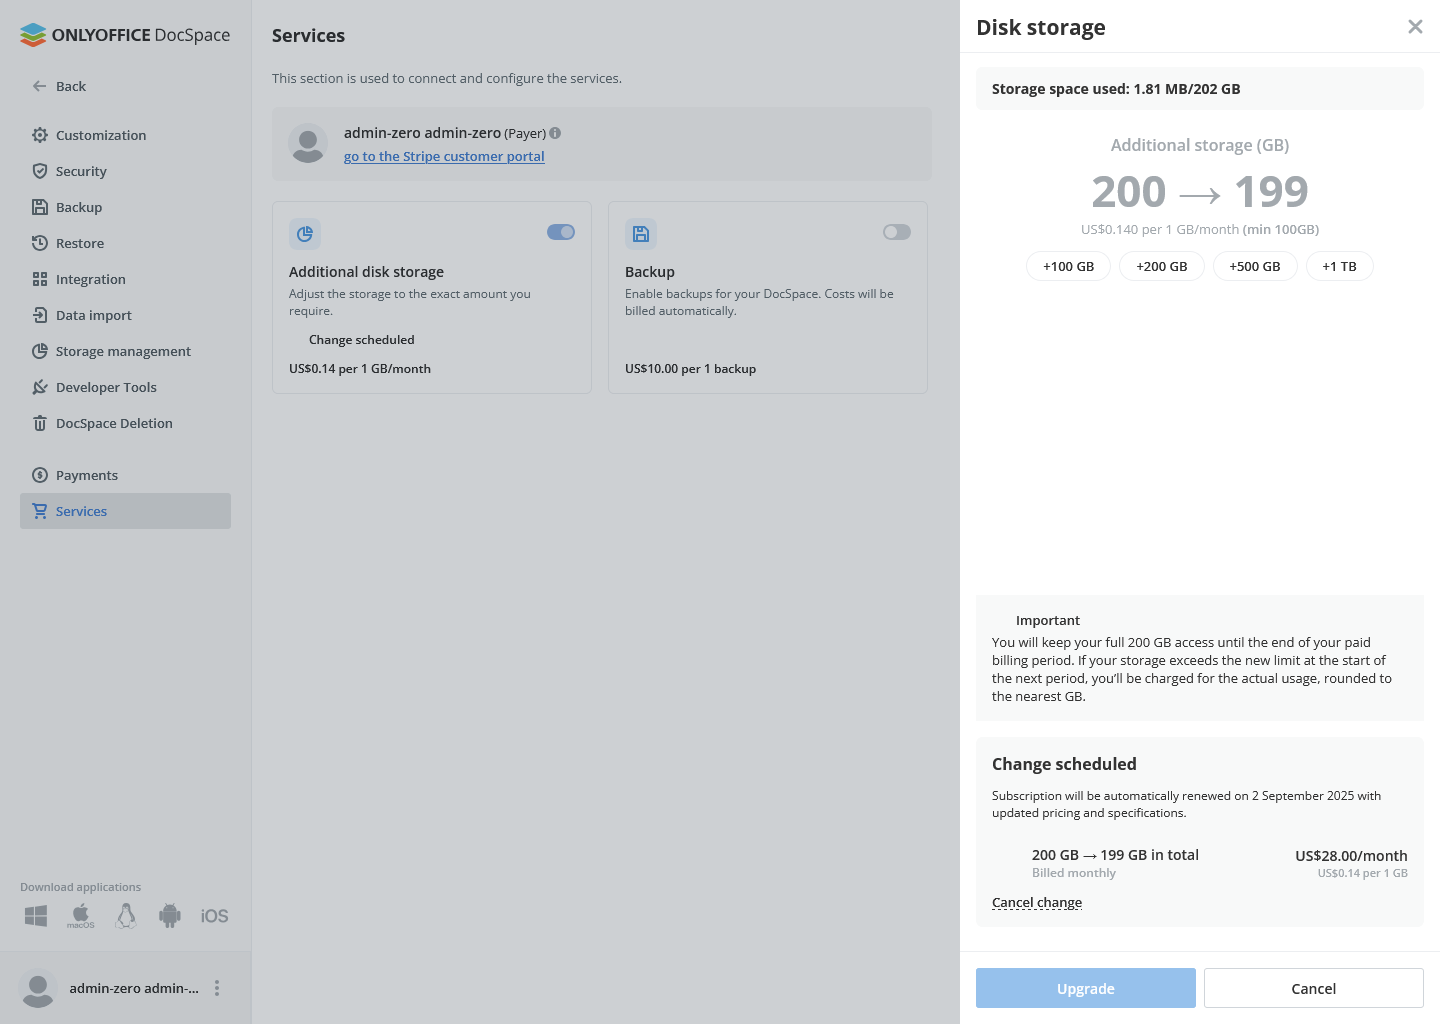 ONLYOFFICE DocSpace
Back
Customization
Security
Backup
Restore
Integration
Data import
Storage management
Developer Tools
DocSpace Deletion
Payments
Services
Download applications
macOS
iOS
admin-zero admin-...
Services
This section is used to connect and configure the services.
admin-zero admin-zero (Payer)
go to the Stripe customer portal
Additional disk storage
Adjust the storage to the exact amount you
require.
Change scheduled
US$0.14 per 1 GB/month
Backup
Enable backups for your DocSpace. Costs will be
billed automatically.
US$10.00 per 1 backup
Disk storage
Storage space used: 1.81 MB/202 GB
Additional storage (GB)
200 → 199
US$0.140 per 1 GB/month (min 100GB)
+100 GB +200 GB +500 GB +1 TB
Important
You will keep your full 200 GB access until the end of your paid
billing period. If your storage exceeds the new limit at the start of
the next period, you’ll be charged for the actual usage, rounded to
the nearest GB.
Change scheduled
Subscription will be automatically renewed on 2 September 2025 with
updated pricing and specifications.
200 GB → 199 GB in total US$28.00/month
Billed monthly US$0.14 per 1 GB
Cancel change
Upgrade Cancel